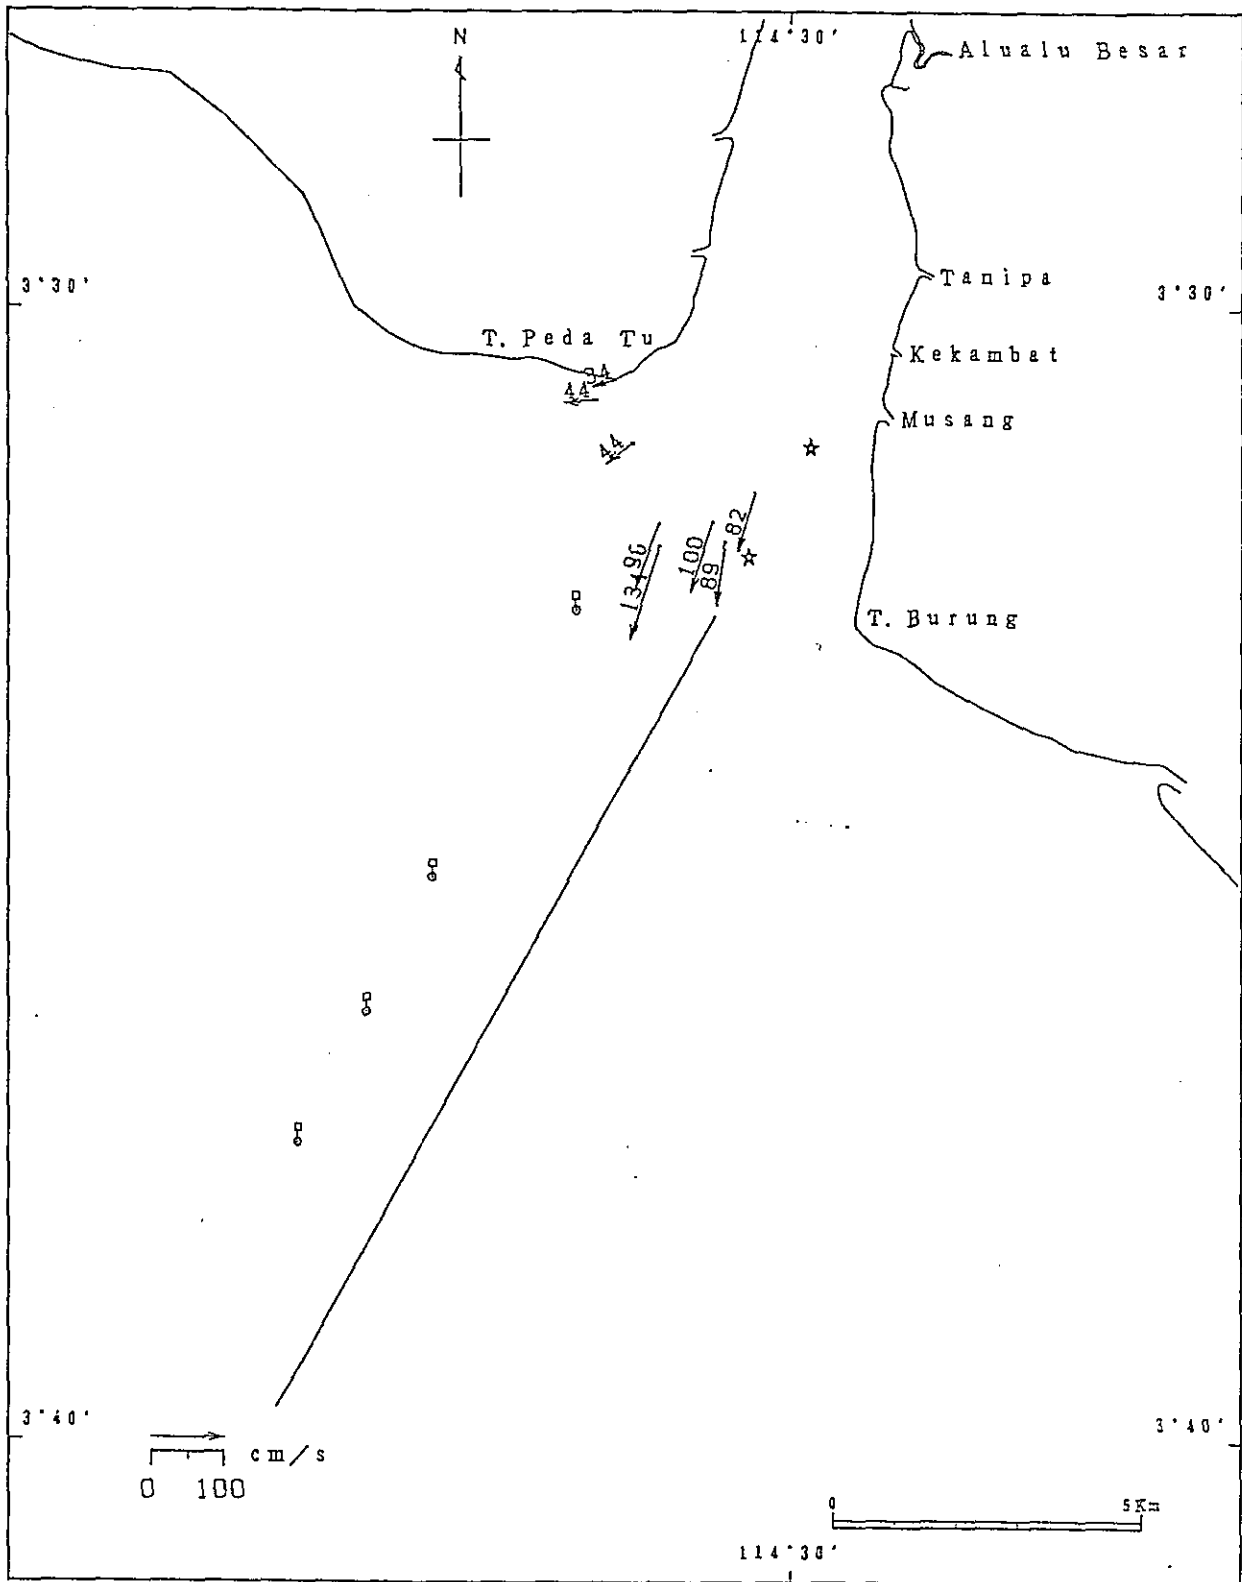 N
114°30'
Alualu Besar
3°30'
Tanipa
3°30'
T. Peda Tu
Kekambat
34
44
Musang
44
82
96
100
131
89
T. Burung
3°40'
3°40'
cm/s
0 100
0 5Km
114°30'